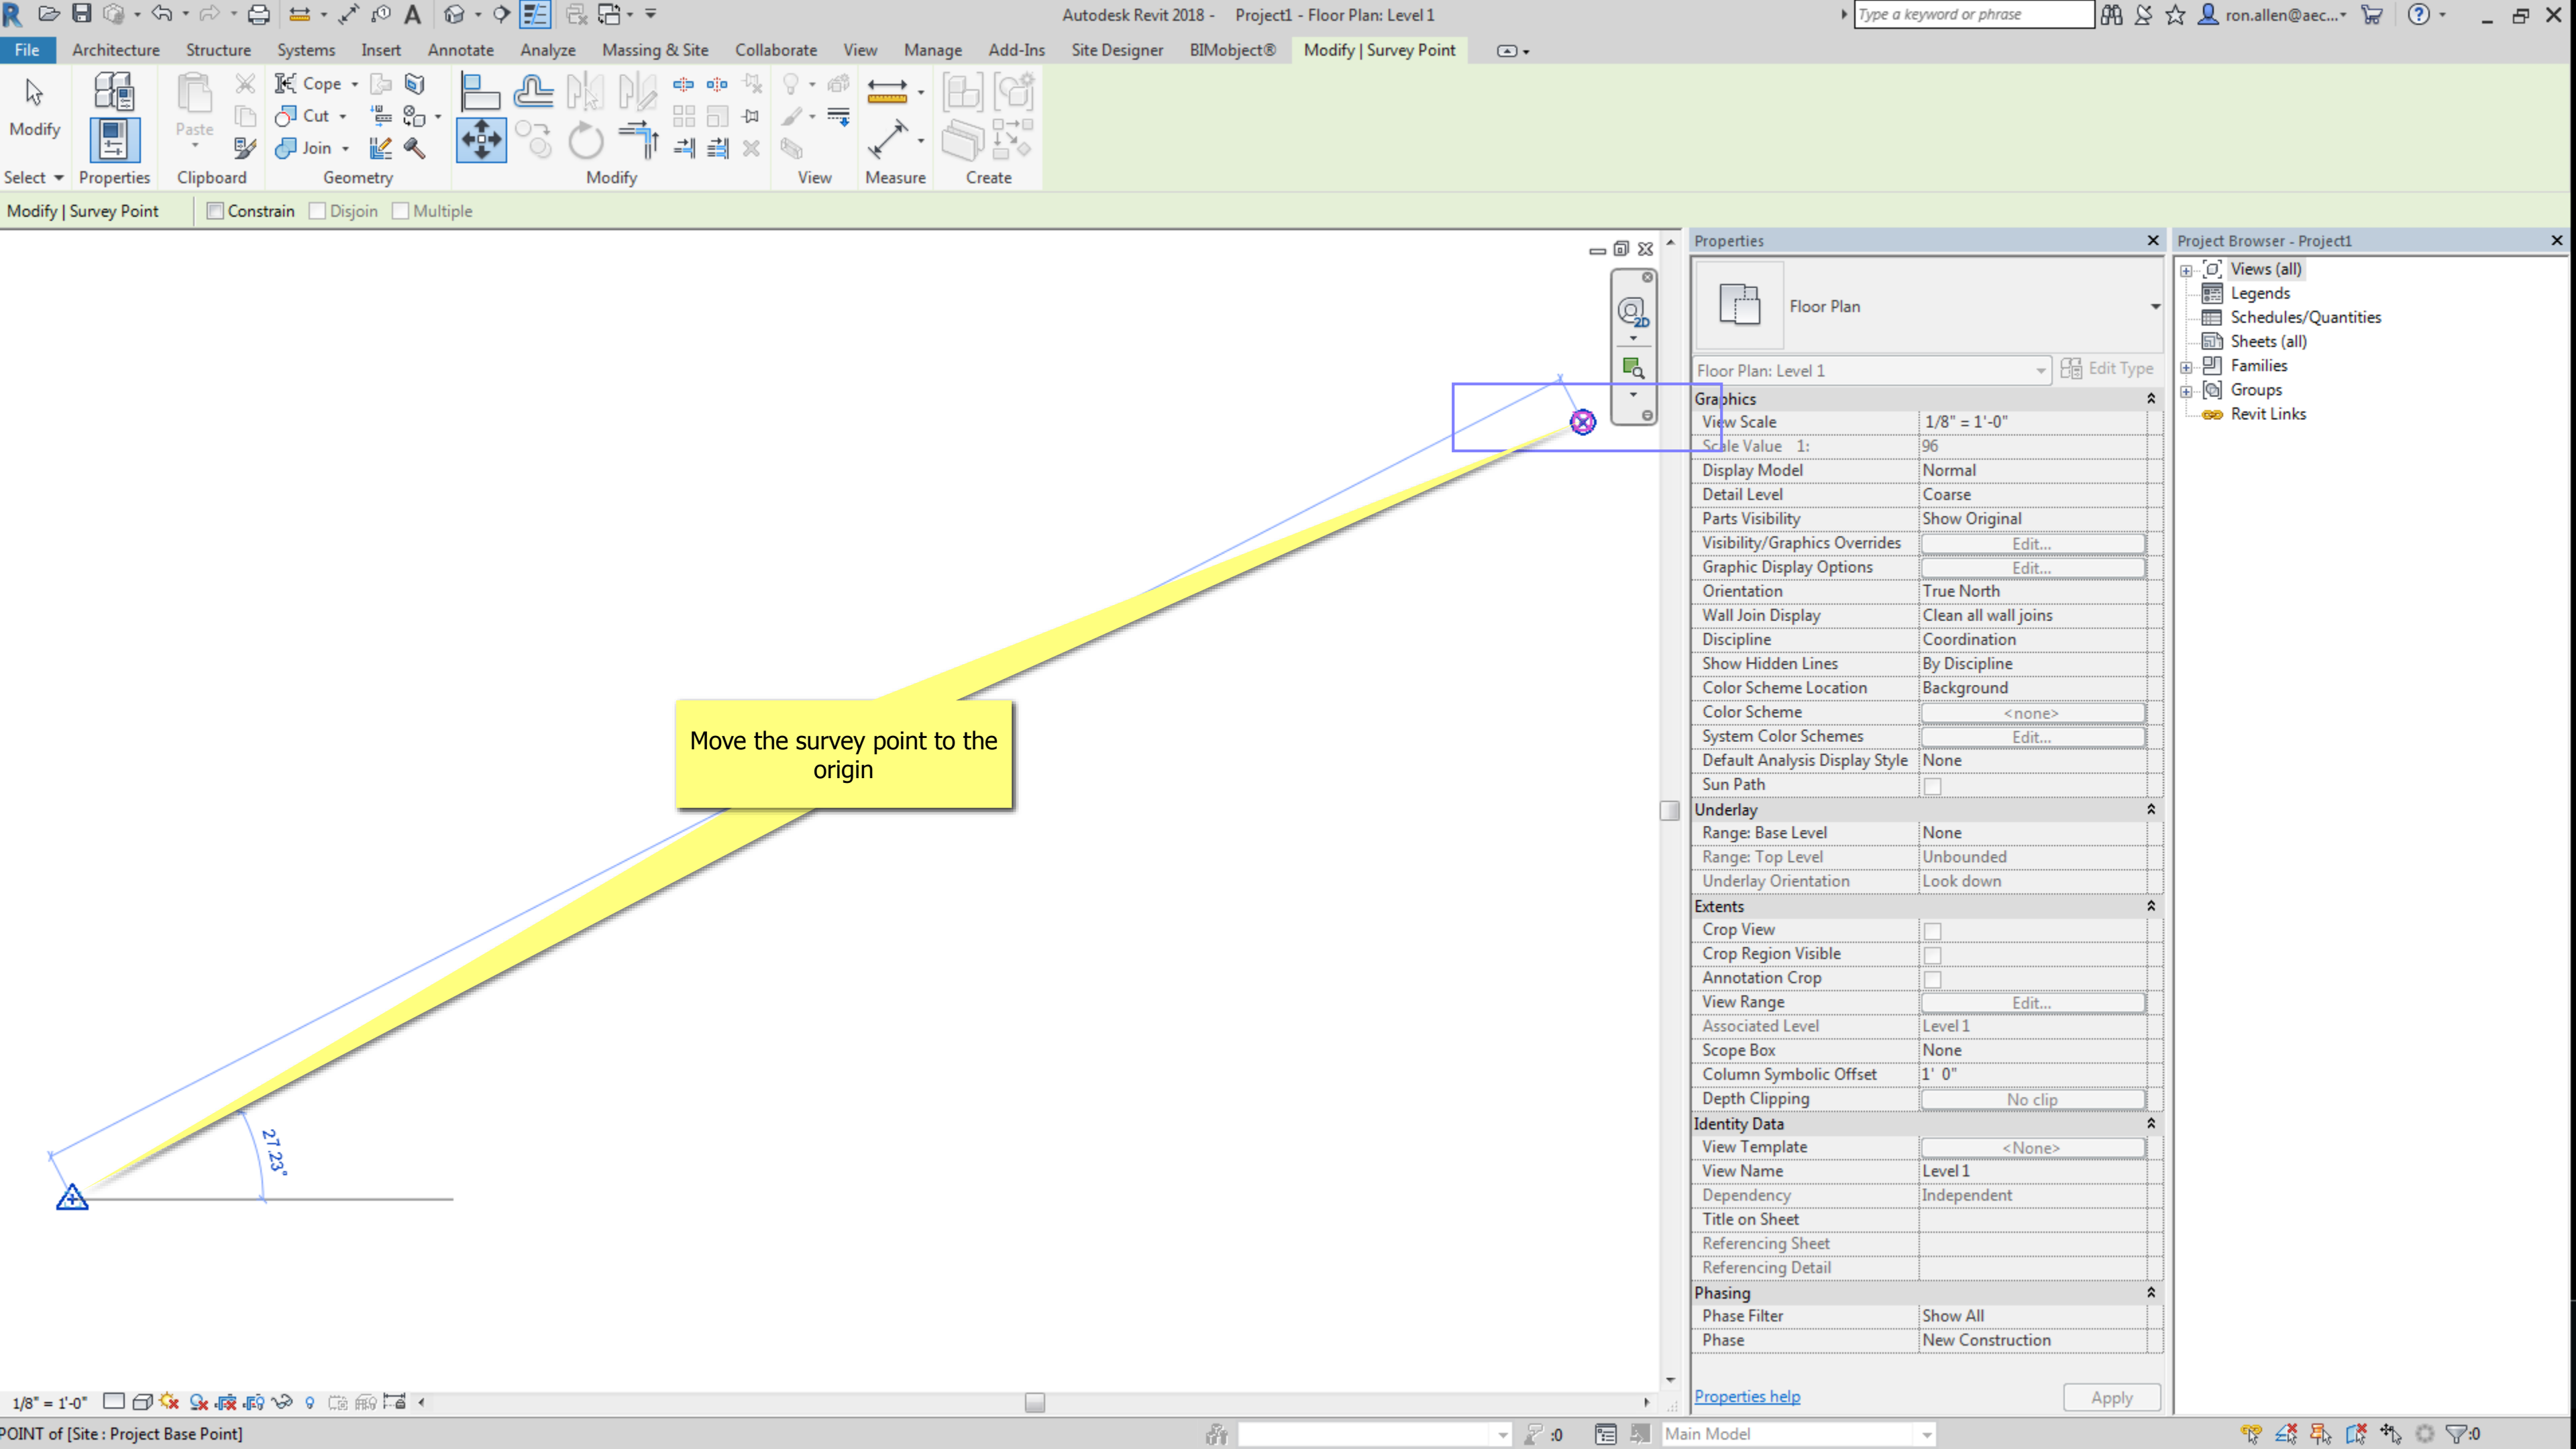 Autodesk Revit 2018 - Project1 - Floor Plan: Level 1
Type a keyword or phrase
ron.allen@aec...
File Architecture Structure Systems Insert Annotate Analyze Massing & Site Collaborate View Manage Add-Ins Site Designer BIMobject® Modify | Survey Point
Modify
Paste
Cope
Cut
Join
Select Properties Clipboard Geometry Modify View Measure Create
Modify | Survey Point Constrain Disjoin Multiple
2D
Move the survey point to the
origin
27.23°
Properties
Floor Plan
Floor Plan: Level 1 Edit Type
Graphics
View Scale 1/8" = 1'-0"
Scale Value 1: 96
Display Model Normal
Detail Level Coarse
Parts Visibility Show Original
Visibility/Graphics Overrides Edit...
Graphic Display Options Edit...
Orientation True North
Wall Join Display Clean all wall joins
Discipline Coordination
Show Hidden Lines By Discipline
Color Scheme Location Background
Color Scheme <none>
System Color Schemes Edit...
Default Analysis Display Style None
Sun Path
Underlay
Range: Base Level None
Range: Top Level Unbounded
Underlay Orientation Look down
Extents
Crop View
Crop Region Visible
Annotation Crop
View Range Edit...
Associated Level Level 1
Scope Box None
Column Symbolic Offset 1' 0"
Depth Clipping No clip
Identity Data
View Template <None>
View Name Level 1
Dependency Independent
Title on Sheet
Referencing Sheet
Referencing Detail
Phasing
Phase Filter Show All
Phase New Construction
Properties help Apply
Project Browser - Project1
Views (all)
Legends
Schedules/Quantities
Sheets (all)
Families
Groups
Revit Links
1/8" = 1'-0"
POINT of [Site : Project Base Point]
:0
Main Model
:0